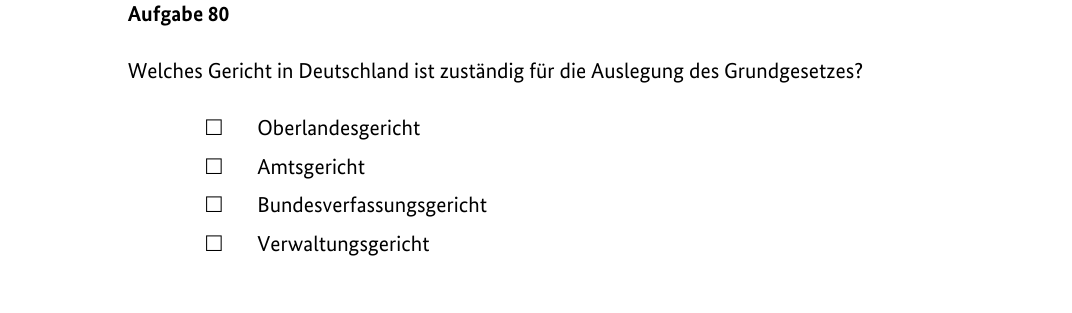 Aufgabe 80
Welches Gericht in Deutschland ist zuständig für die Auslegung des Grundgesetzes?
☐ Oberlandesgericht
☐ Amtsgericht
☐ Bundesverfassungsgericht
☐ Verwaltungsgericht